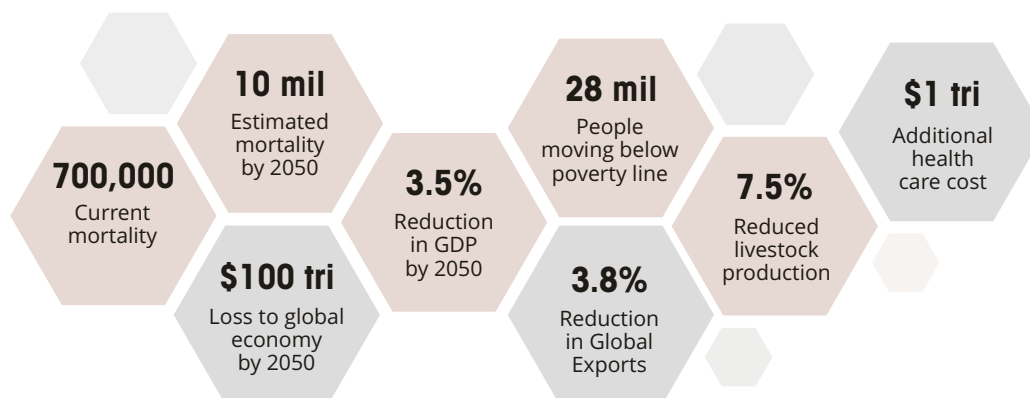 700,000
Current
mortality
10 mil
Estimated
mortality
by 2050
$100 tri
Loss to global
economy
by 2050
3.5%
Reduction
in GDP
by 2050
28 mil
People
moving below
poverty line
3.8%
Reduction
in Global
Exports
7.5%
Reduced
livestock
production
$1 tri
Additional
health
care cost